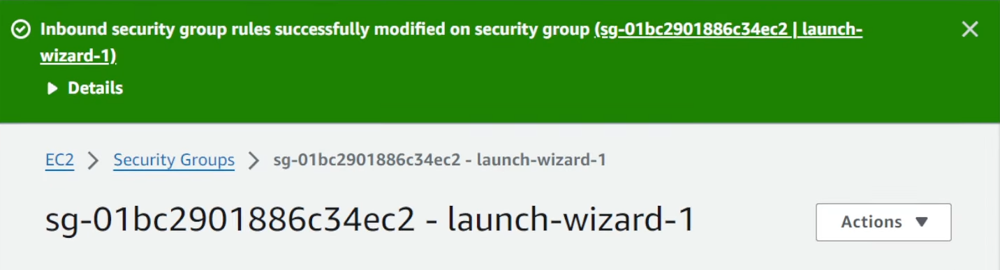 Inbound security group rules successfully modified on security group (sg-01bc2901886c34ec2 | launch-
wizard-1)
Details
EC2 > Security Groups > sg-01bc2901886c34ec2 - launch-wizard-1
sg-01bc2901886c34ec2 - launch-wizard-1
Actions